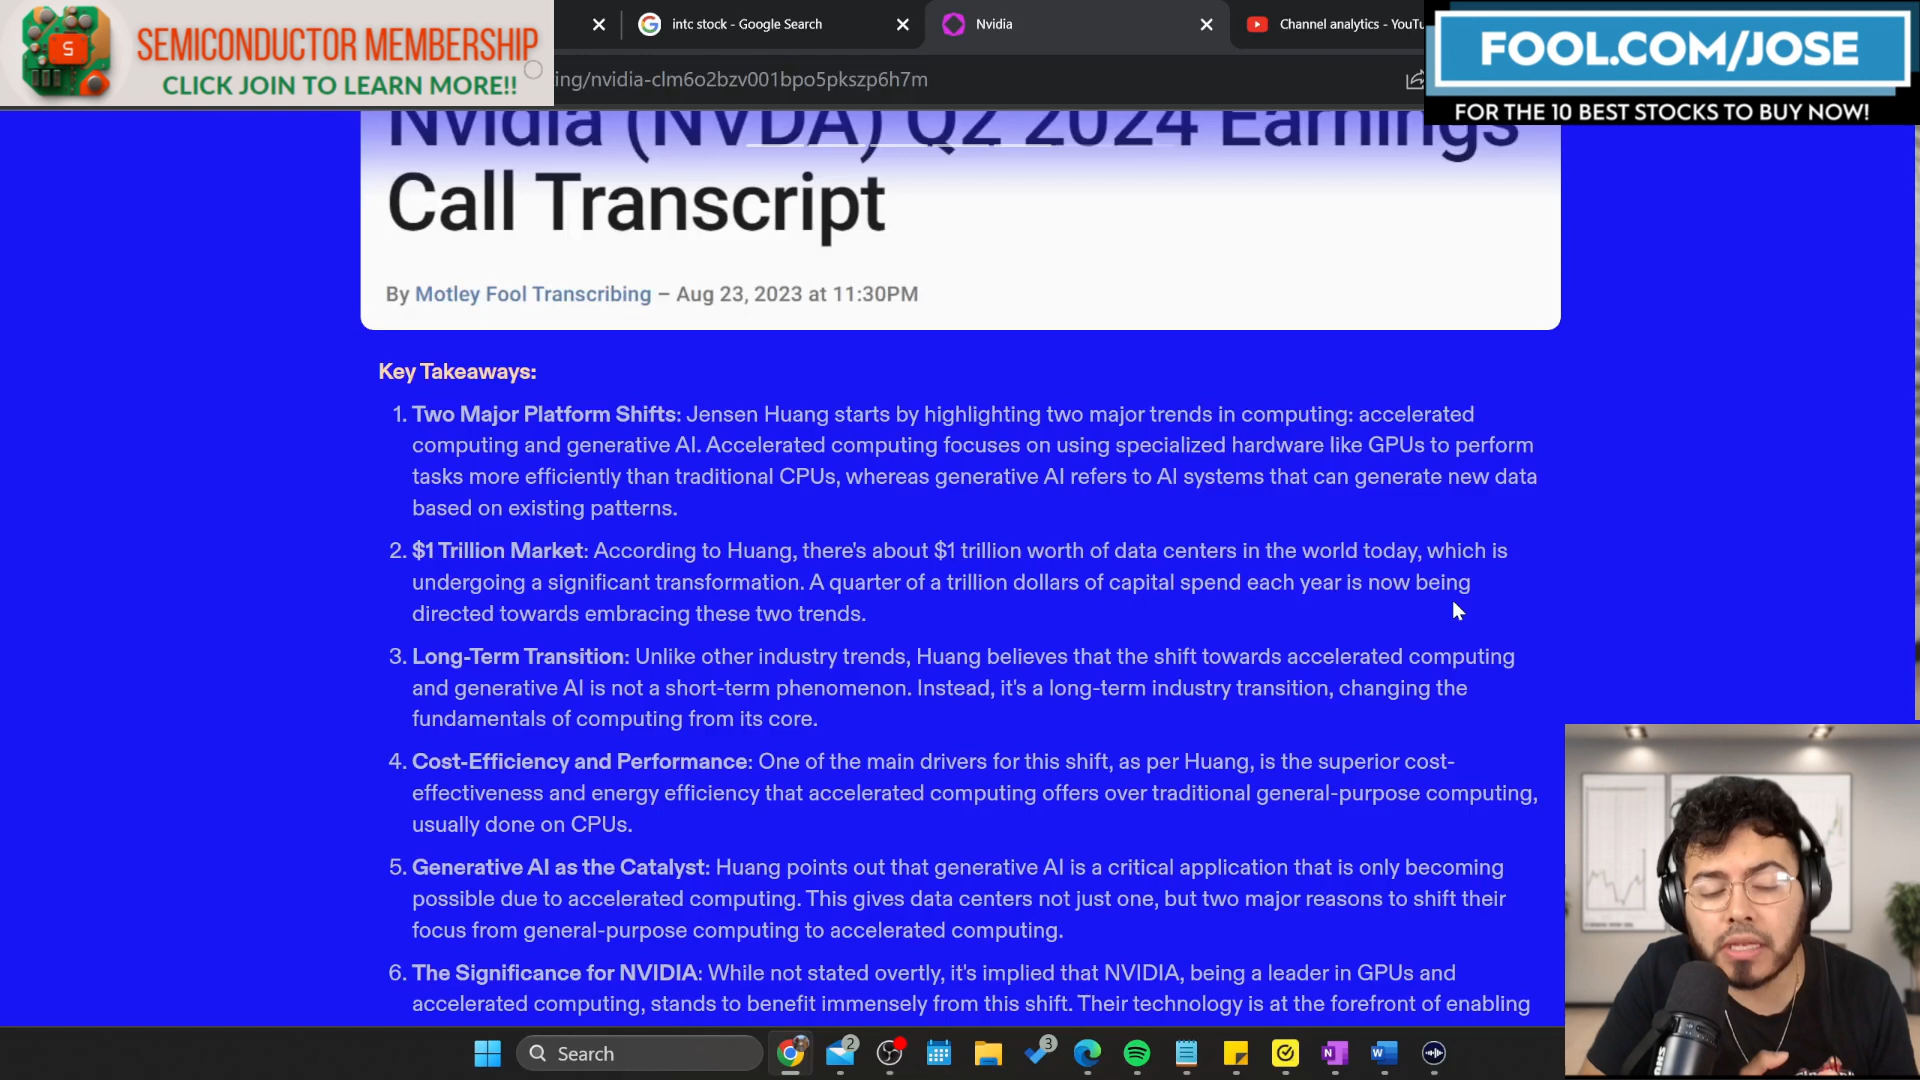 SEMICONDUCTOR MEMBERSHIP
CLICK JOIN TO LEARN MORE!!
S
intc stock - Google Search
Nvidia
Channel analytics - YouTu
FOOL.COM/JOSE
FOR THE 10 BEST STOCKS TO BUY NOW!
ing/nvidia-clm6o2bzv001bpo5pkszp6h7m
Nvidia (NVDA) Q2 2024 Earnings
Call Transcript
By Motley Fool Transcribing – Aug 23, 2023 at 11:30PM
Key Takeaways:
1. Two Major Platform Shifts: Jensen Huang starts by highlighting two major trends in computing: accelerated
computing and generative AI. Accelerated computing focuses on using specialized hardware like GPUs to perform
tasks more efficiently than traditional CPUs, whereas generative AI refers to AI systems that can generate new data
based on existing patterns.
2. $1 Trillion Market: According to Huang, there's about $1 trillion worth of data centers in the world today, which is
undergoing a significant transformation. A quarter of a trillion dollars of capital spend each year is now being
directed towards embracing these two trends.
3. Long-Term Transition: Unlike other industry trends, Huang believes that the shift towards accelerated computing
and generative AI is not a short-term phenomenon. Instead, it's a long-term industry transition, changing the
fundamentals of computing from its core.
4. Cost-Efficiency and Performance: One of the main drivers for this shift, as per Huang, is the superior cost-
effectiveness and energy efficiency that accelerated computing offers over traditional general-purpose computing,
usually done on CPUs.
5. Generative AI as the Catalyst: Huang points out that generative AI is a critical application that is only becoming
possible due to accelerated computing. This gives data centers not just one, but two major reasons to shift their
focus from general-purpose computing to accelerated computing.
6. The Significance for NVIDIA: While not stated overtly, it's implied that NVIDIA, being a leader in GPUs and
accelerated computing, stands to benefit immensely from this shift. Their technology is at the forefront of enabling
Search
2
3
N
W